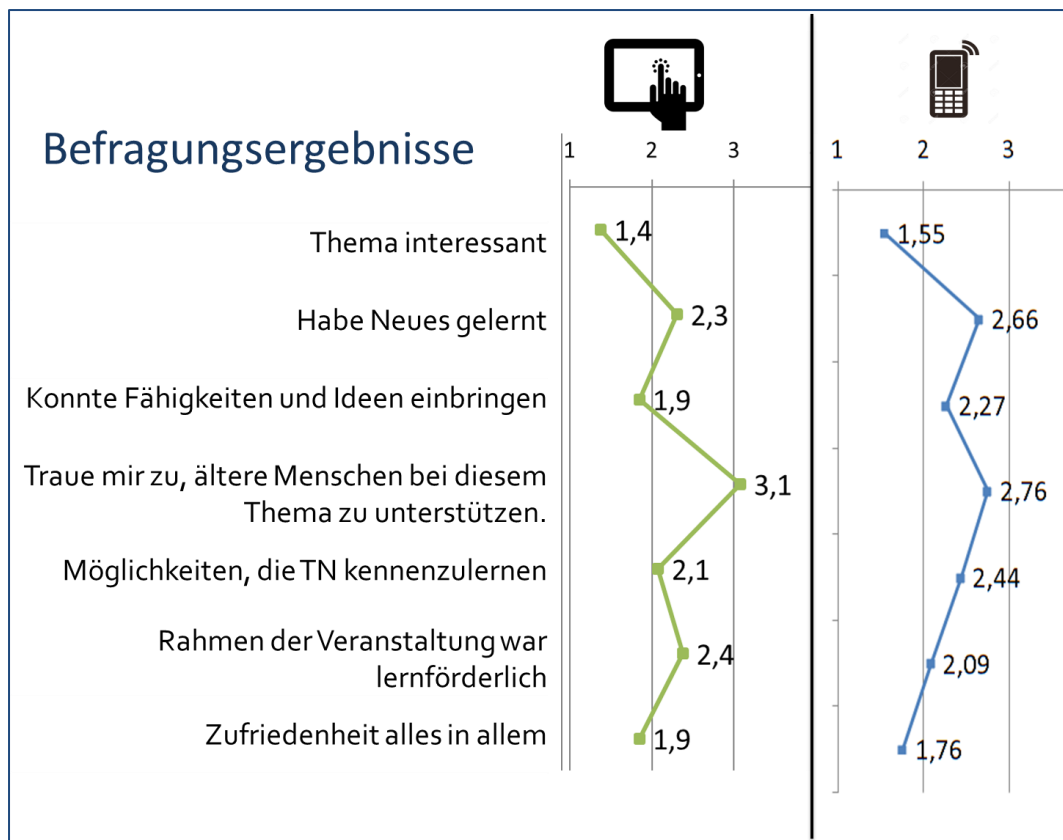 Befragungsergebnisse
1 2 3
1 2 3
Thema interessant
1,4
1,55
Habe Neues gelernt
2,3
2,66
Konnte Fähigkeiten und Ideen einbringen
1,9
2,27
Traue mir zu, ältere Menschen bei diesem
Thema zu unterstützen.
3,1
2,76
Möglichkeiten, die TN kennenzulernen
2,1
2,44
Rahmen der Veranstaltung war
lernförderlich
2,4
2,09
Zufriedenheit alles in allem
1,9
1,76